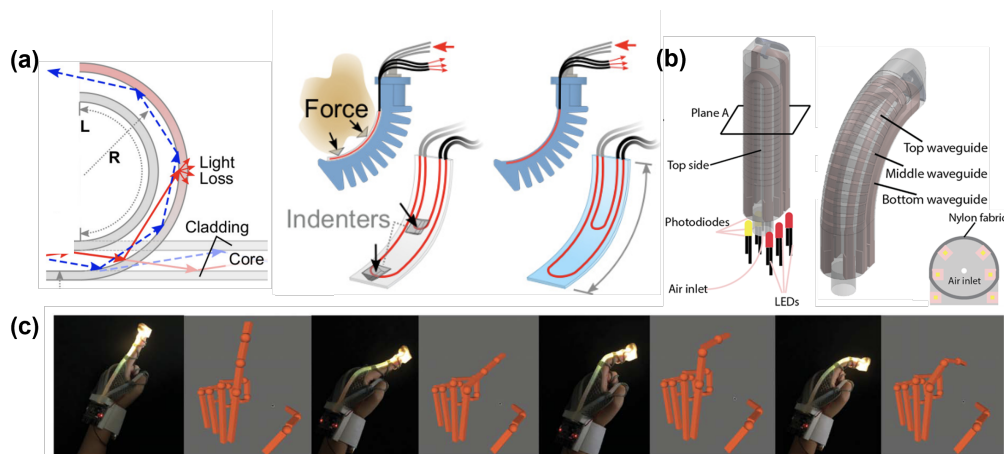 (a)
L
R
Light
Loss
Cladding
Core
Force
Indenters
(b)
Plane A
Top side
Photodiodes
Air inlet
LEDs
Top waveguide
Middle waveguide
Bottom waveguide
Nylon fabric
Air inlet
(c)